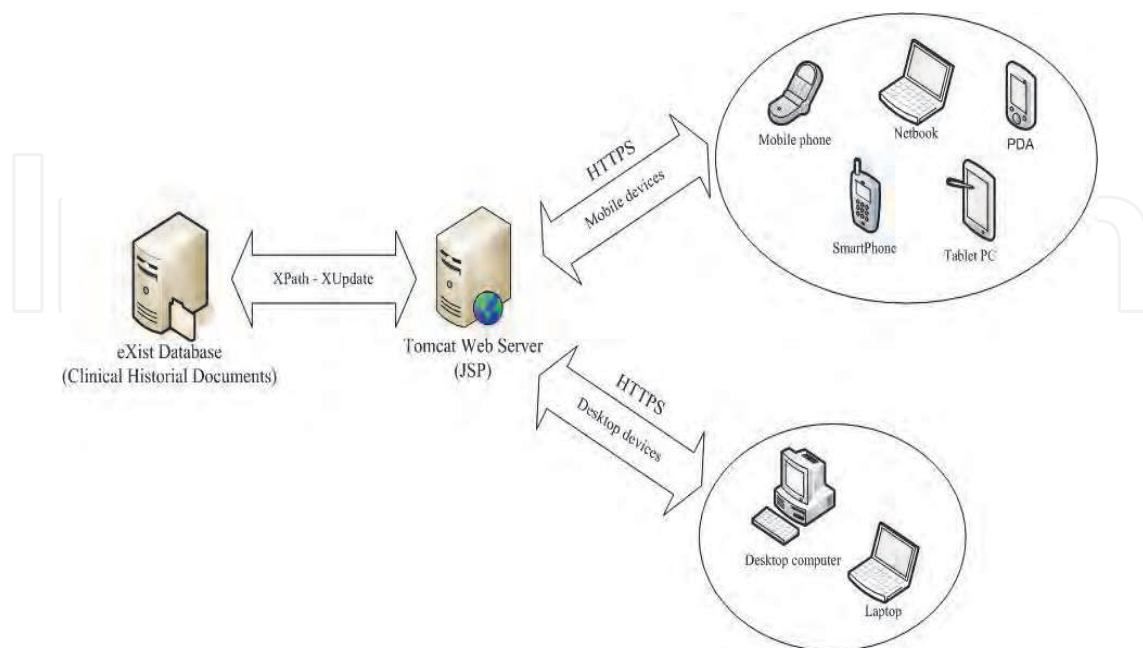 Mobile phone
Netbook
PDA
SmartPhone
Tablet PC
HTTPS
Mobile devices
XPath - XUpdate
eXist Database
(Clinical Historial Documents)
Tomcat Web Server
(JSP)
HTTPS
Desktop devices
Desktop computer
Laptop